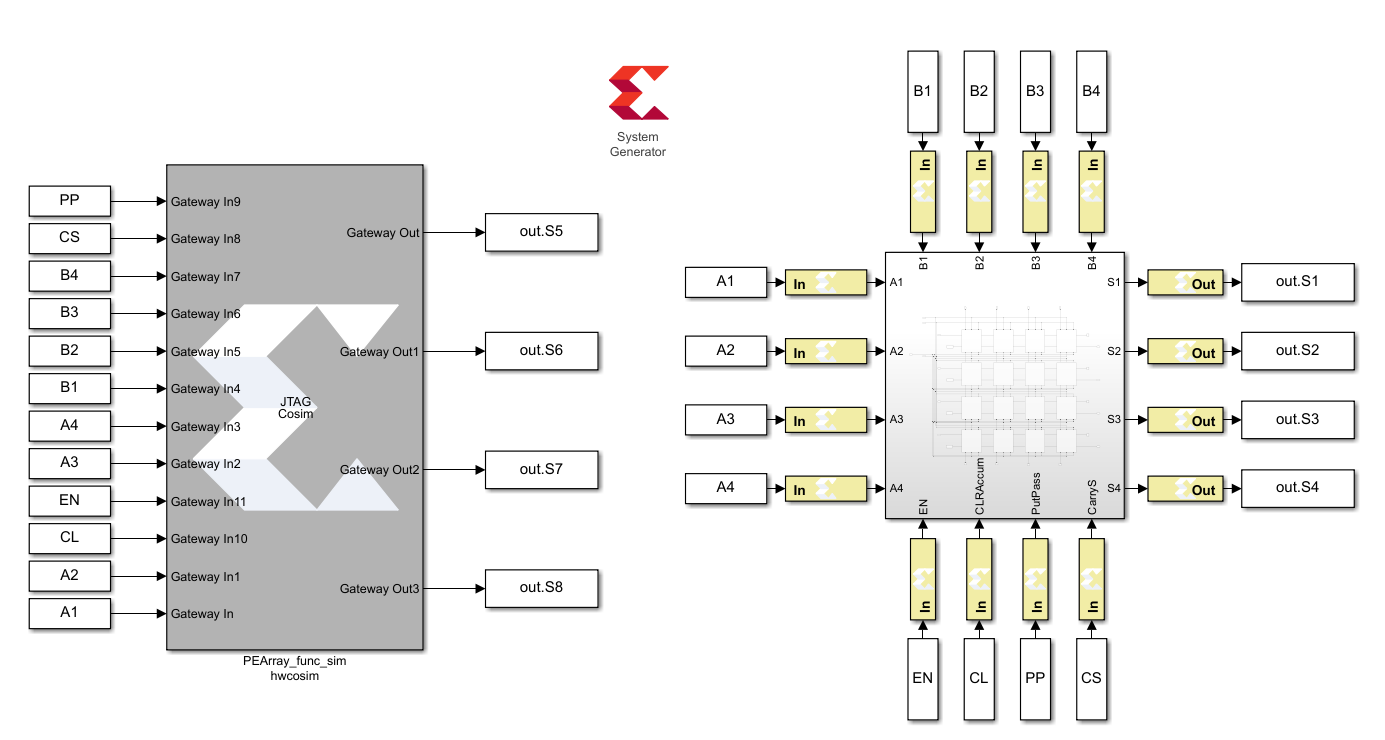 System
Generator
PP
CS
B4
B3
B2
B1
A4
A3
EN
CL
A2
A1
Gateway In9
Gateway In8
Gateway In7
Gateway In6
Gateway In5
Gateway In4
Gateway In3
Gateway In2
Gateway In11
Gateway In10
Gateway In1
Gateway In
JTAG
Cosim
Gateway Out
Gateway Out1
Gateway Out2
Gateway Out3
out.S5
out.S6
out.S7
out.S8
PEArray_func_sim
hwcosim
B1
B2
B3
B4
In
In
In
In
B1
B2
B3
B4
A1
In
A1
A2
In
A2
A3
In
A3
A4
In
A4
S1
Out
out.S1
S2
Out
out.S2
S3
Out
out.S3
S4
Out
out.S4
EN
CLRAccum
PutPass
CarryS
In
In
In
In
EN
CL
PP
CS